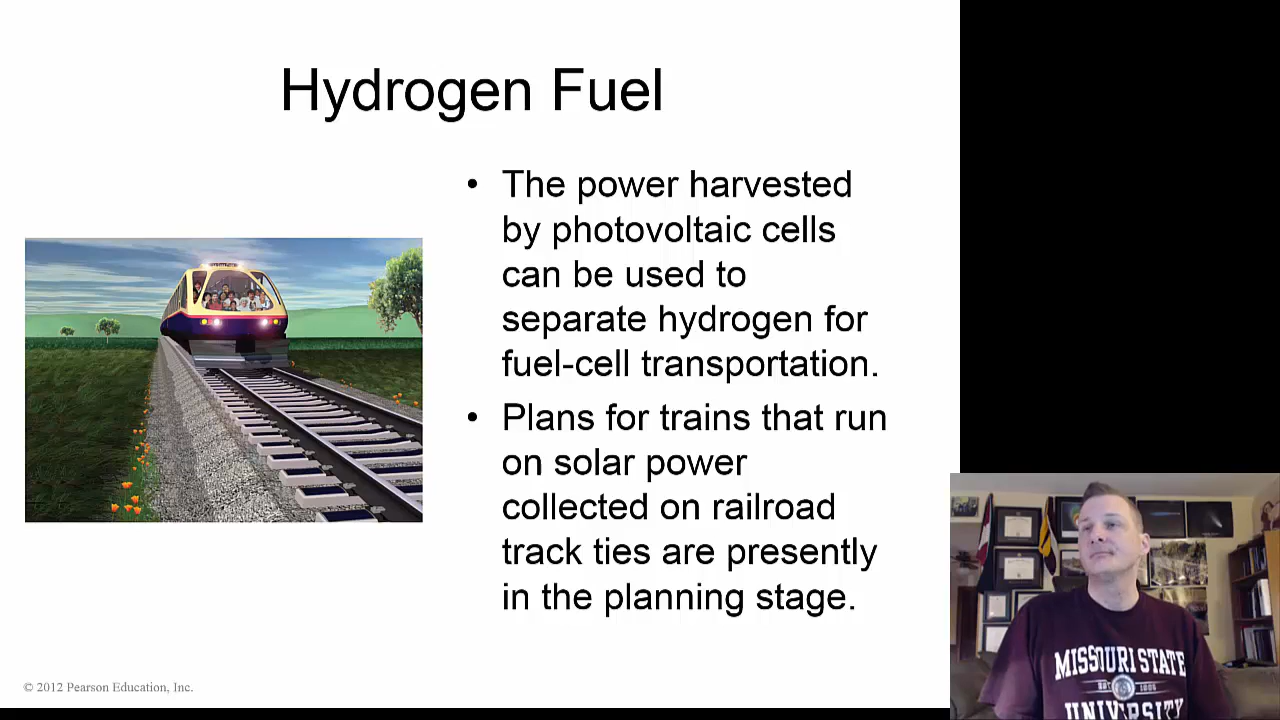 Hydrogen Fuel
• The power harvested
by photovoltaic cells
can be used to
separate hydrogen for
fuel-cell transportation.
• Plans for trains that run
on solar power
collected on railroad
track ties are presently
in the planning stage.
© 2012 Pearson Education, Inc.
MISSOURI STATE
UNIVERSITY